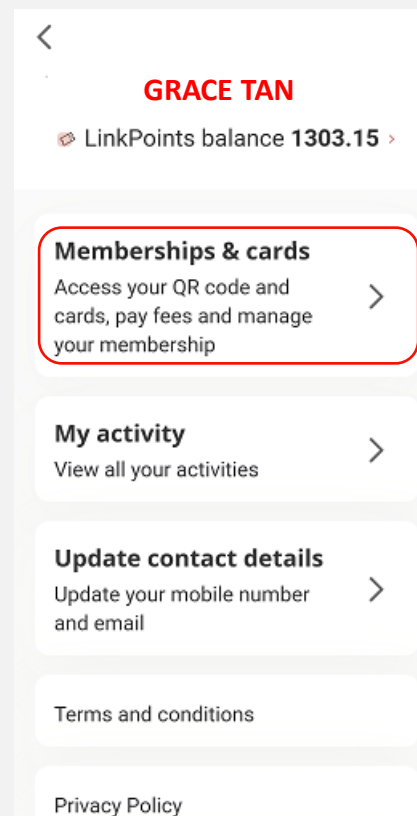 GRACE TAN
LinkPoints balance 1303.15 >
Memberships & cards
Access your QR code and
cards, pay fees and manage
your membership
My activity
View all your activities
Update contact details
Update your mobile number
and email
Terms and conditions
Privacy Policy